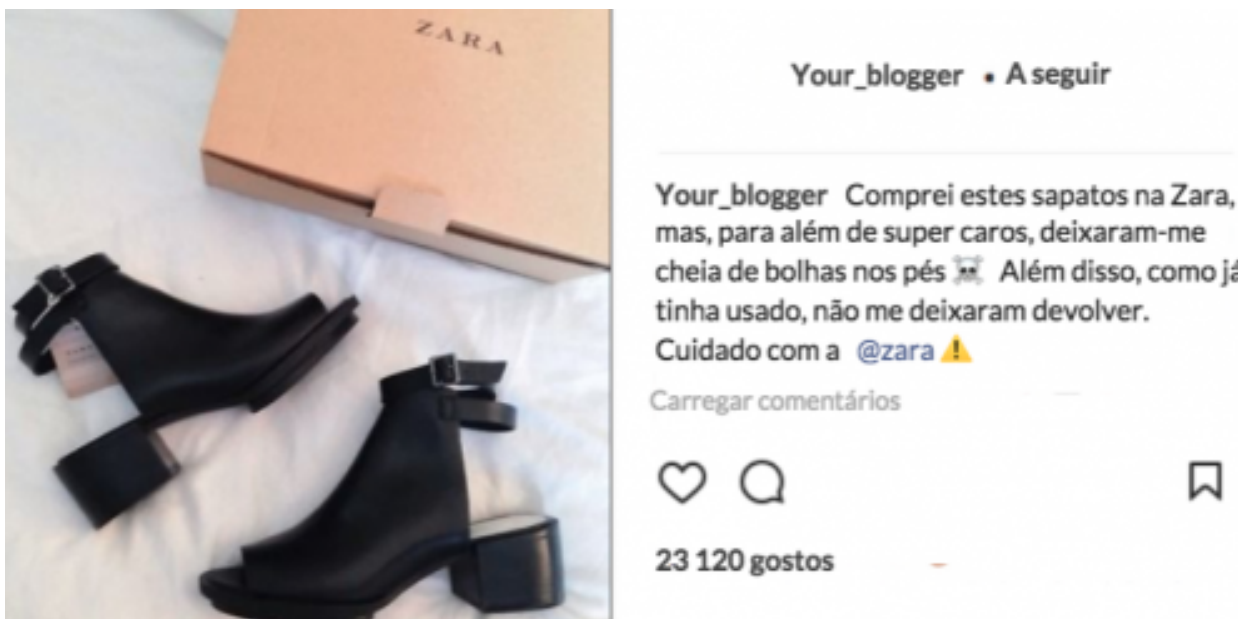 ZARA
Your_blogger • A seguir
Your_blogger Comprei estes sapatos na Zara,
mas, para além de super caros, deixaram-me
cheia de bolhas nos pés ☠️ Além disso, como já
tinha usado, não me deixaram devolver.
Cuidado com a @zara ⚠️
Carregar comentários
23 120 gostos